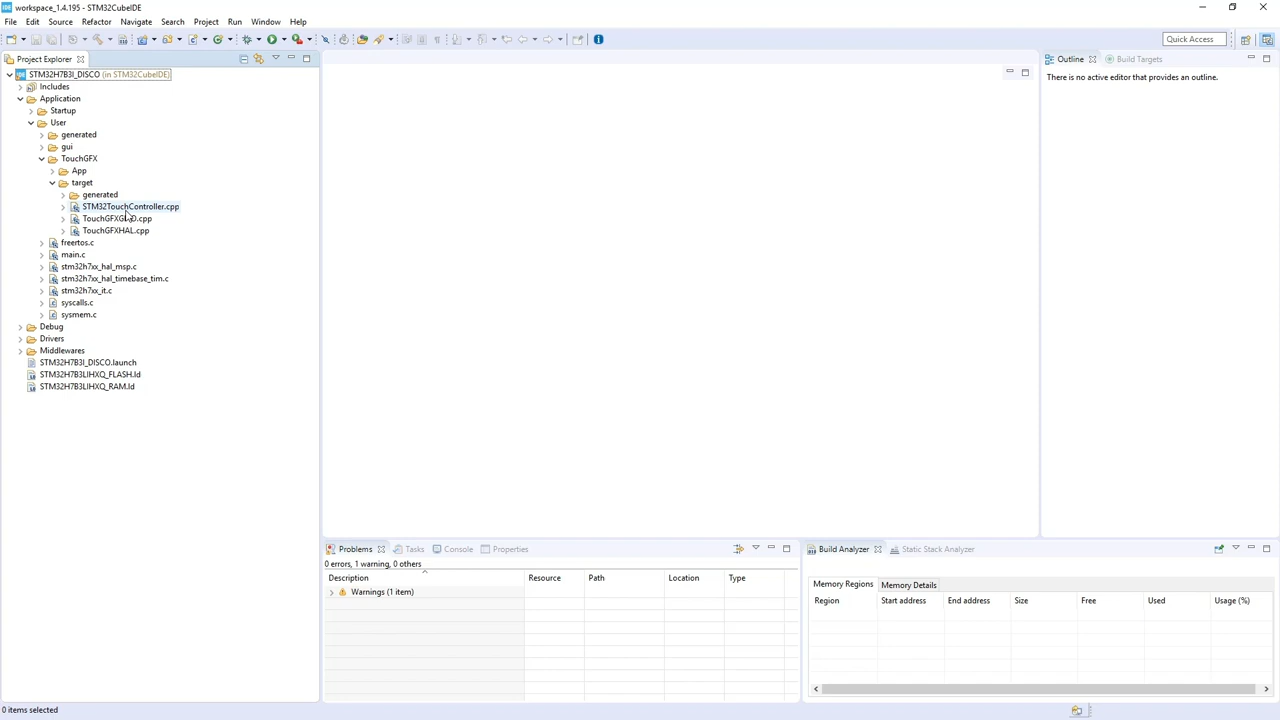 workspace_1.4.195 - STM32CubeIDE
File Edit Source Refactor Navigate Search Project Run Window Help
Quick Access
Project Explorer
STM32H7B3I_DISCO (in STM32CubeIDE)
Includes
Application
Startup
User
generated
gui
TouchGFX
App
target
generated
STM32TouchController.cpp
TouchGFXGPIO.cpp
TouchGFXHAL.cpp
freertos.c
main.c
stm32h7xx_hal_msp.c
stm32h7xx_hal_timebase_tim.c
stm32h7xx_it.c
syscalls.c
sysmem.c
Debug
Drivers
Middlewares
STM32H7B3I_DISCO.launch
STM32H7B3LIHXQ_FLASH.ld
STM32H7B3LIHXQ_RAM.ld
Outline Build Targets
There is no active editor that provides an outline.
Problems Tasks Console Properties
0 errors, 1 warning, 0 others
Description Resource Path Location Type
Warnings (1 item)
Build Analyzer Static Stack Analyzer
Memory Regions Memory Details
Region Start address End address Size Free Used Usage (%)
0 items selected